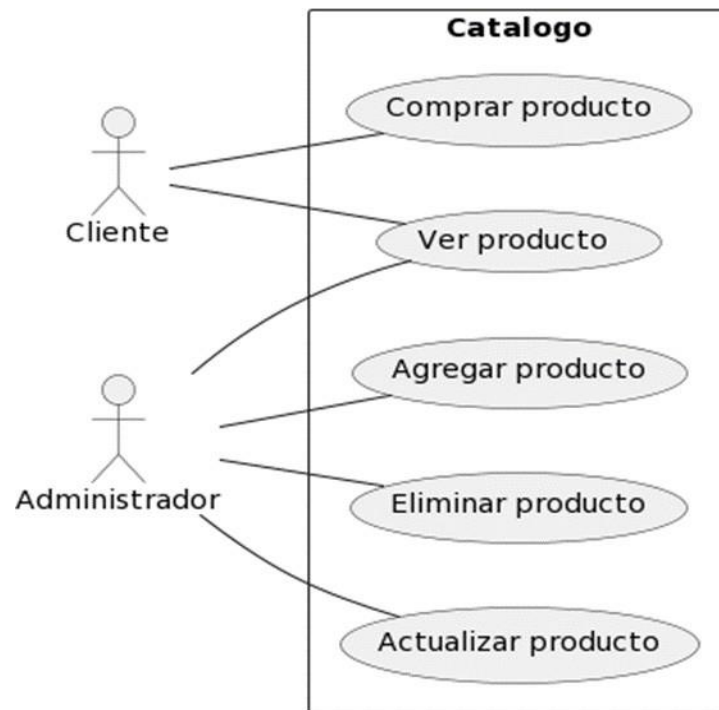 Catalogo
Comprar producto
Cliente
Ver producto
Agregar producto
Administrador
Eliminar producto
Actualizar producto